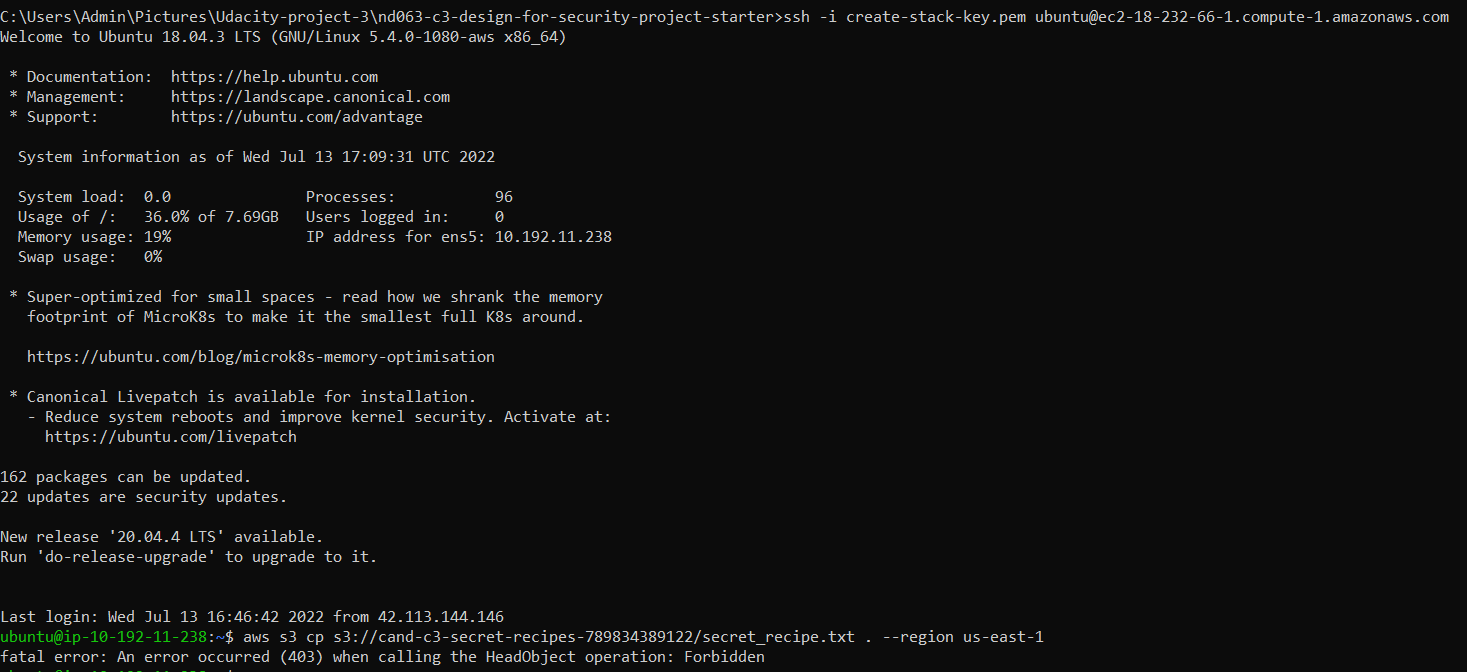 C:\Users\Admin\Pictures\Udacity-project-3\nd063-c3-design-for-security-project-starter>ssh -i create-stack-key.pem ubuntu@ec2-18-232-66-1.compute-1.amazonaws.com
Welcome to Ubuntu 18.04.3 LTS (GNU/Linux 5.4.0-1080-aws x86_64)
* Documentation:  https://help.ubuntu.com
* Management:     https://landscape.canonical.com
* Support:        https://ubuntu.com/advantage
System information as of Wed Jul 13 17:09:31 UTC 2022
System load:  0.0               Processes:           96
Usage of /:   36.0% of 7.69GB   Users logged in:     0
Memory usage: 19%               IP address for ens5: 10.192.11.238
Swap usage:   0%
* Super-optimized for small spaces - read how we shrank the memory
footprint of MicroK8s to make it the smallest full K8s around.
https://ubuntu.com/blog/microk8s-memory-optimisation
* Canonical Livepatch is available for installation.
- Reduce system reboots and improve kernel security. Activate at:
https://ubuntu.com/livepatch
162 packages can be updated.
22 updates are security updates.
New release '20.04.4 LTS' available.
Run 'do-release-upgrade' to upgrade to it.
Last login: Wed Jul 13 16:46:42 2022 from 42.113.144.146
ubuntu@ip-10-192-11-238:~$ aws s3 cp s3://cand-c3-secret-recipes-789834389122/secret_recipe.txt . --region us-east-1
fatal error: An error occurred (403) when calling the HeadObject operation: Forbidden